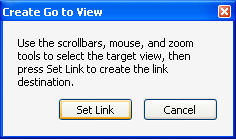 Create Go to View
Use the scrollbars, mouse, and zoom
tools to select the target view, then
press Set Link to create the link
destination.
Set Link
Cancel